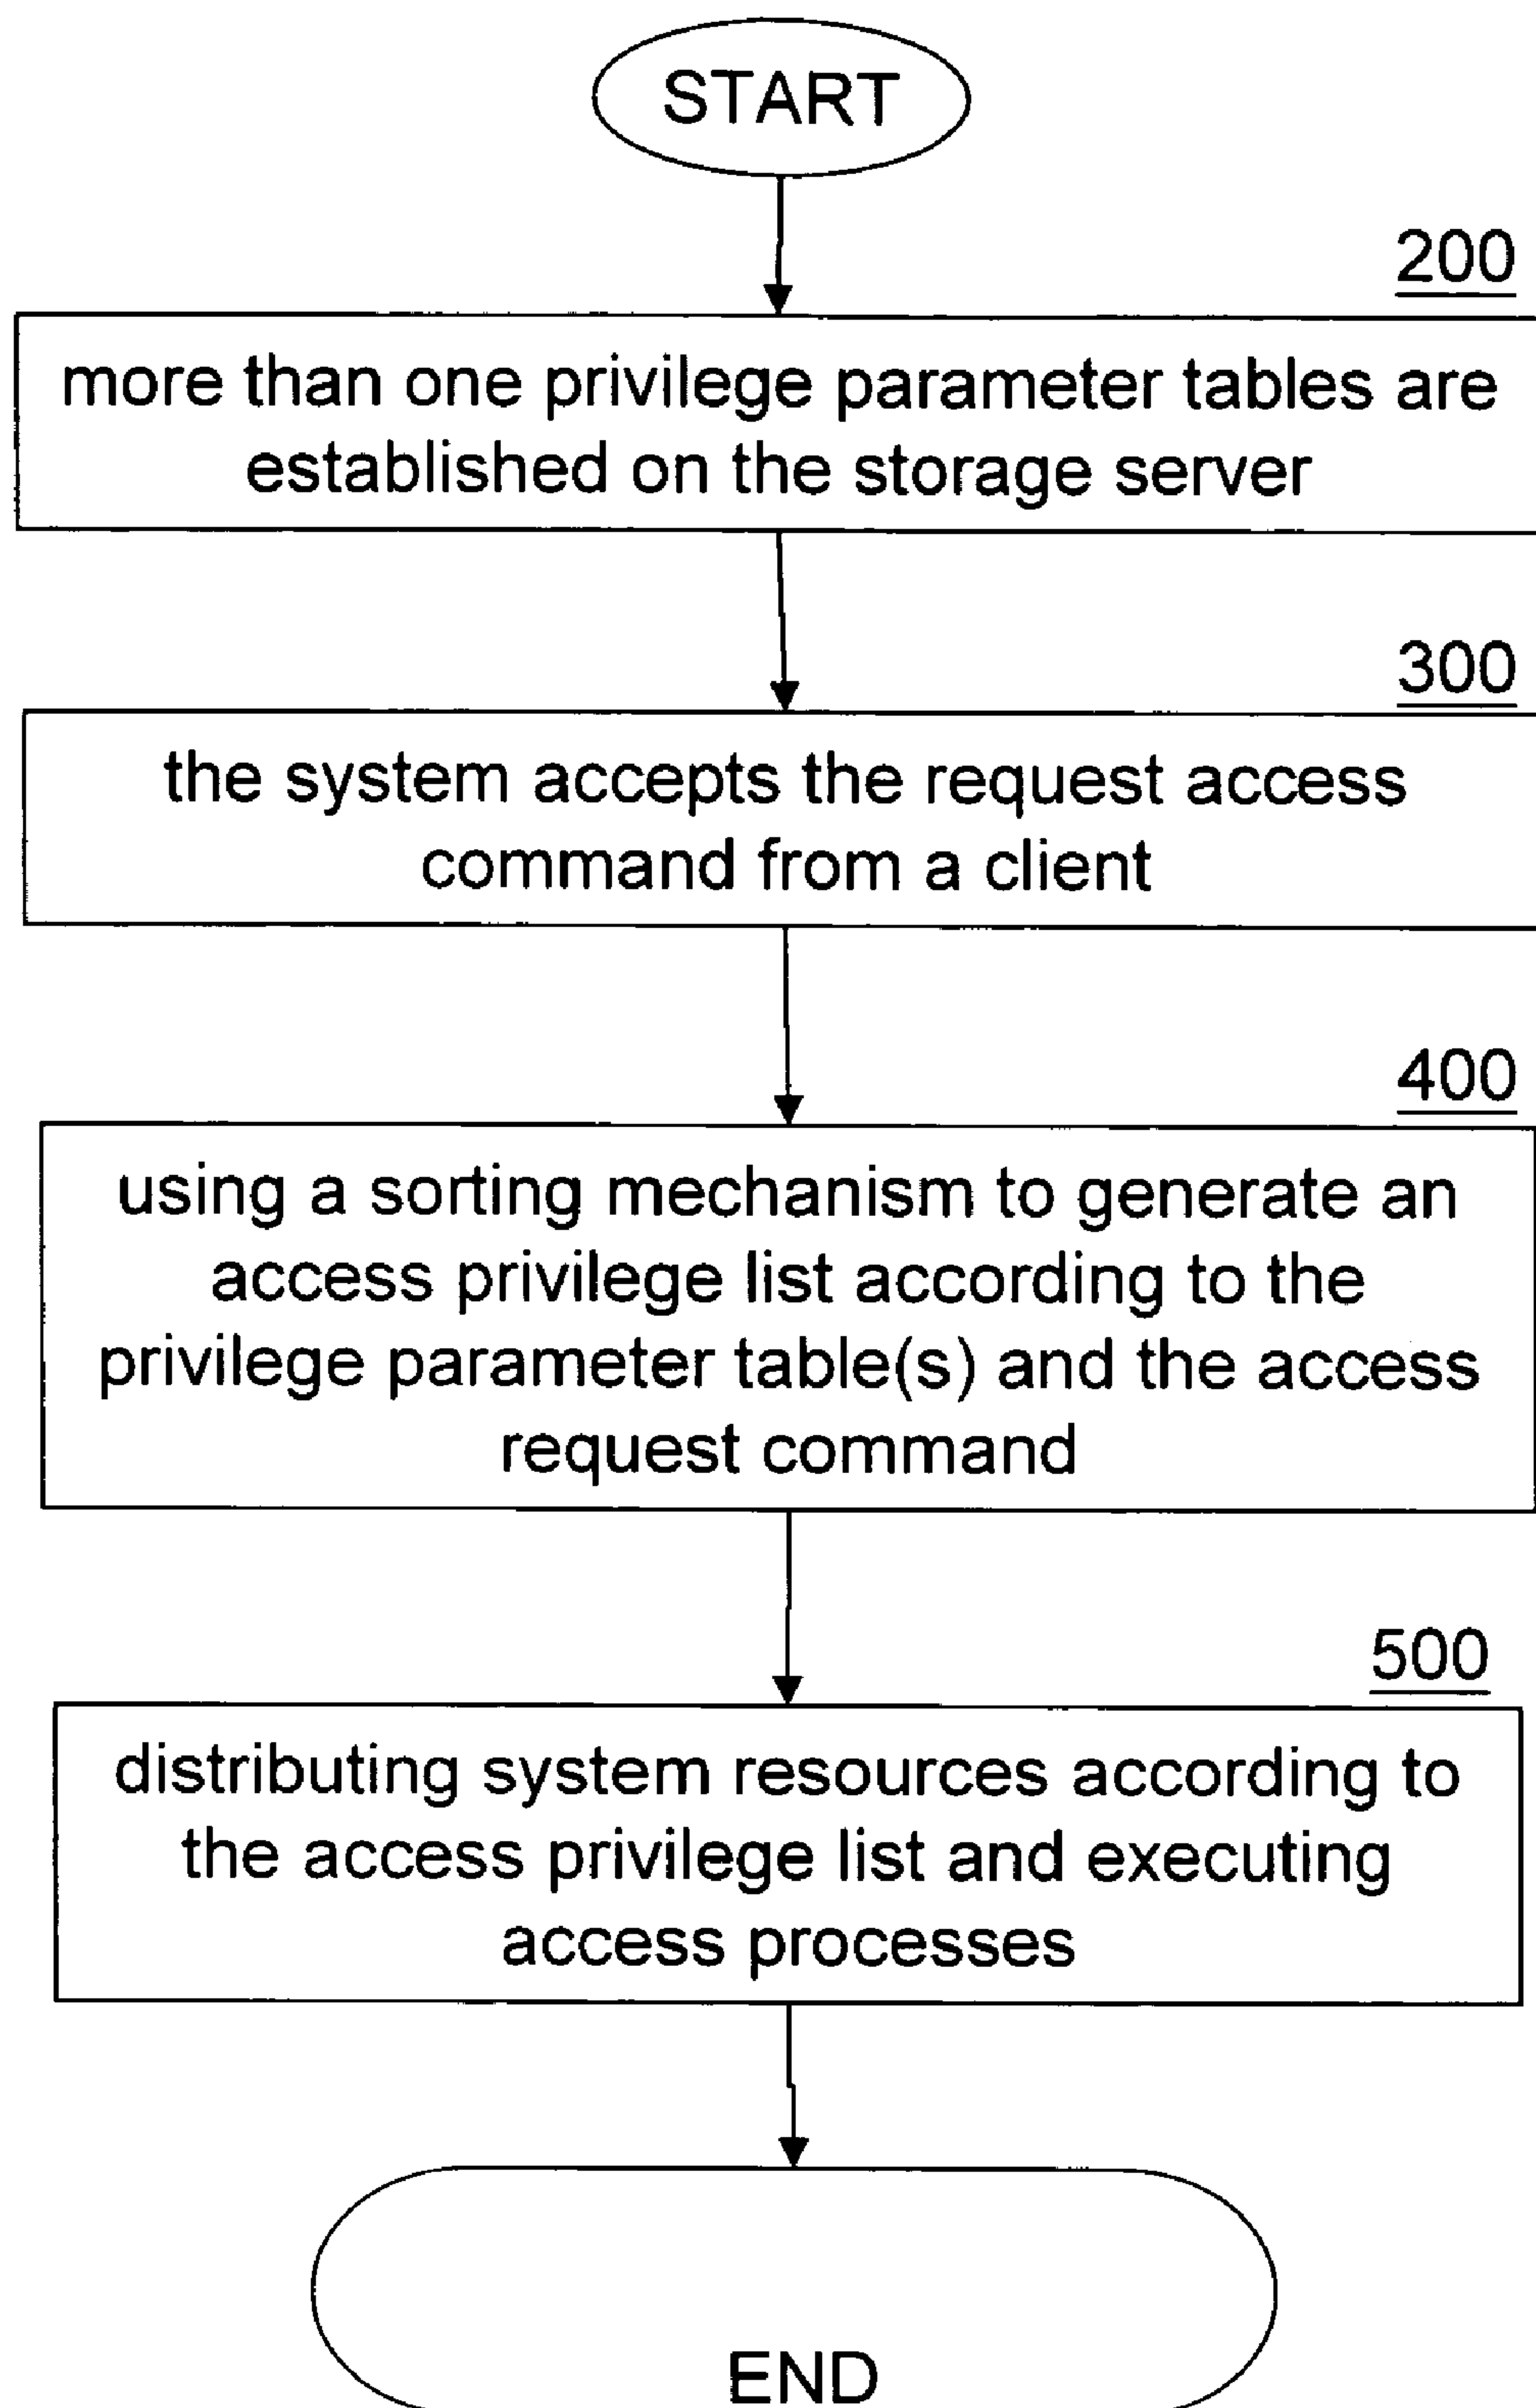 START
200
more than one privilege parameter tables are
established on the storage server
300
the system accepts the request access
command from a client
400
using a sorting mechanism to generate an
access privilege list according to the
privilege parameter table(s) and the access
request command
500
distributing system resources according to
the access privilege list and executing
access processes
END